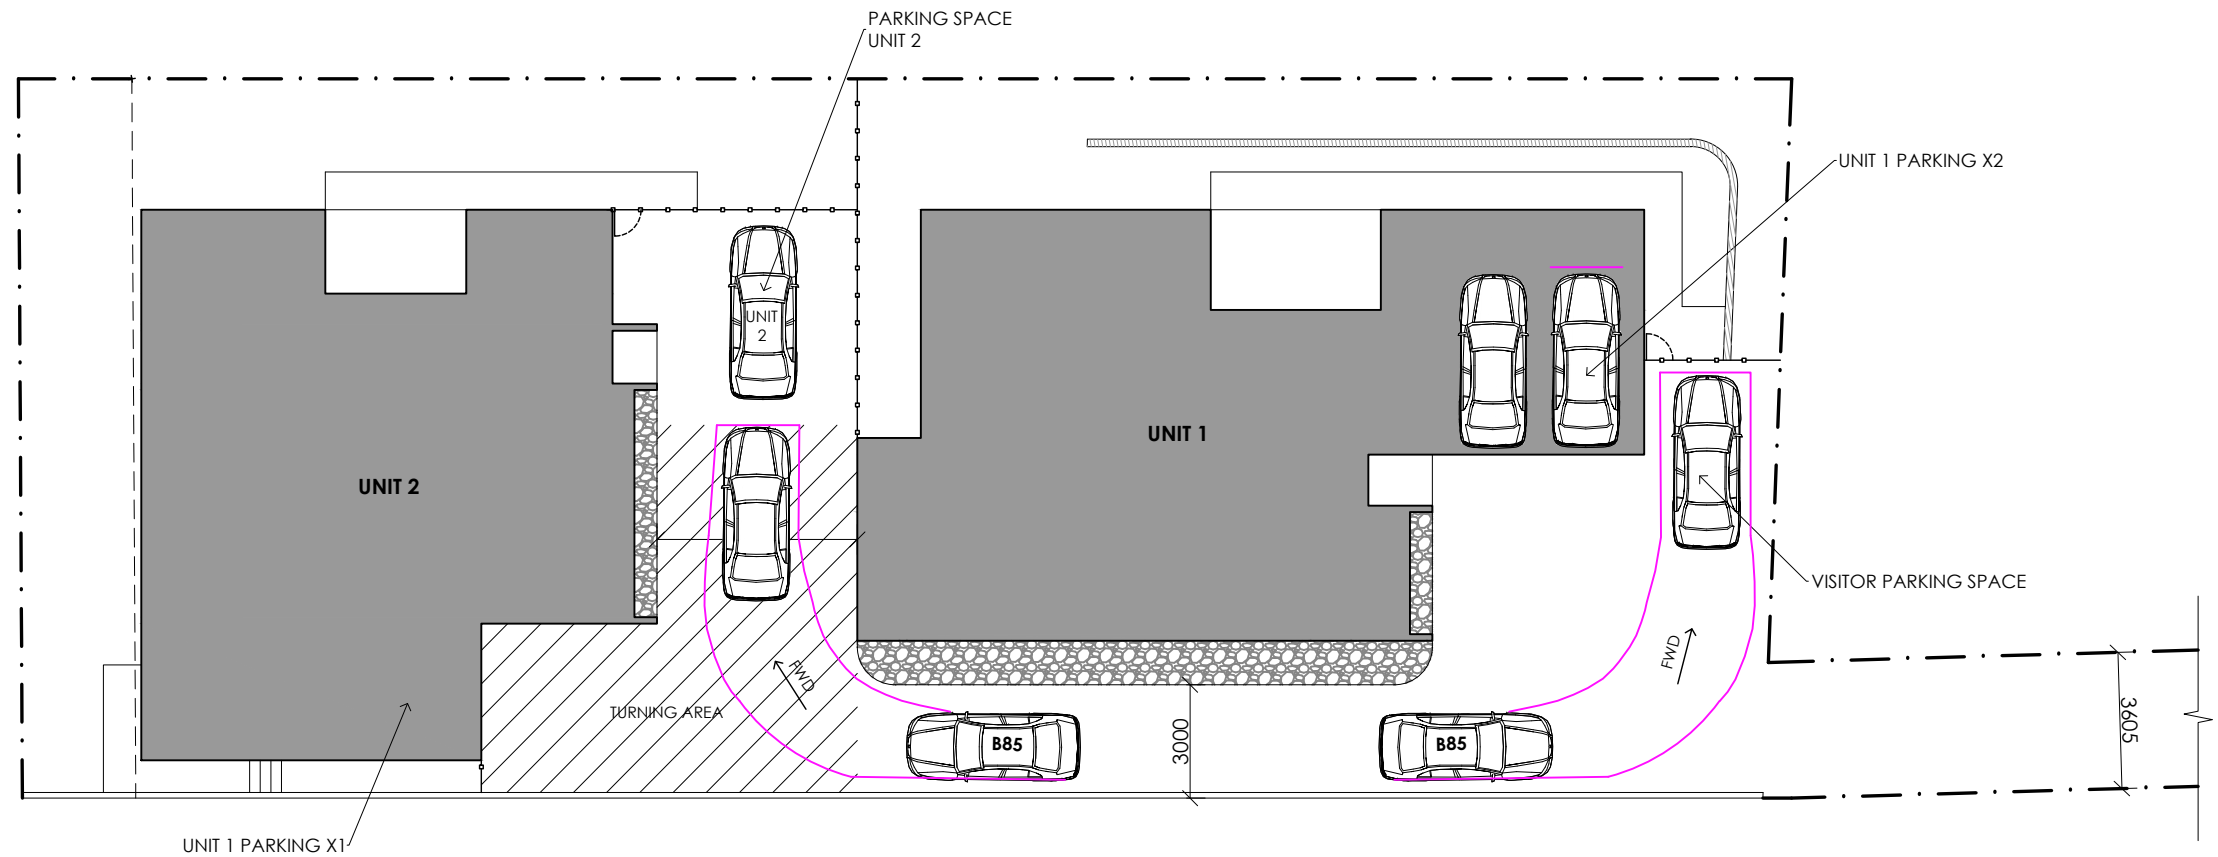 PARKING SPACE
UNIT 2
UNIT 1 PARKING X2
UNIT
2
UNIT 1
UNIT 2
VISITOR PARKING SPACE
FWD
FWD
TURNING AREA
3605
3000
B85
B85
UNIT 1 PARKING X1